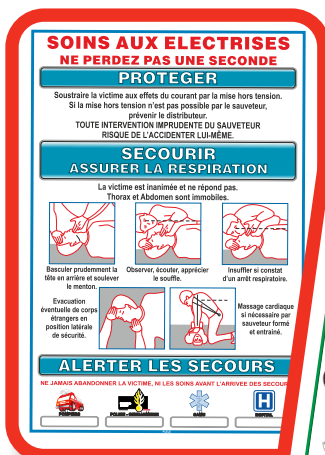 SOINS AUX ELECTRISES
NE PERDEZ PAS UNE SECONDE
PROTEGER
Soustraire la victime aux effets du courant par la mise hors tension.
Si la mise hors tension n'est pas possible par le sauveteur,
prévenir le distributeur.
TOUTE INTERVENTION IMPRUDENTE DU SAUVETEUR
RISQUE DE L'ACCIDENTER LUI-MÊME.
SECOURIR
ASSURER LA RESPIRATION
La victime est inanimée et ne répond pas.
Thorax et Abdomen sont immobiles.
Basculer prudemment la
tête en arrière et soulever
le menton.
Observer, écouter, apprécier
le souffle.
Insuffler si constat
d'un arrêt respiratoire.
Evacuation
éventuelle de corps
étrangers en
position latérale
de sécurité.
Massage cardiaque
si nécessaire par
sauveteur formé
et entrainé.
ALERTER LES SECOURS
NE JAMAIS ABANDONNER LA VICTIME, NI LES SOINS AVANT L'ARRIVEE DES SECOURS
POMPIERS
POLICE - GENDARMERIE
SAMU
H
HOPITAL